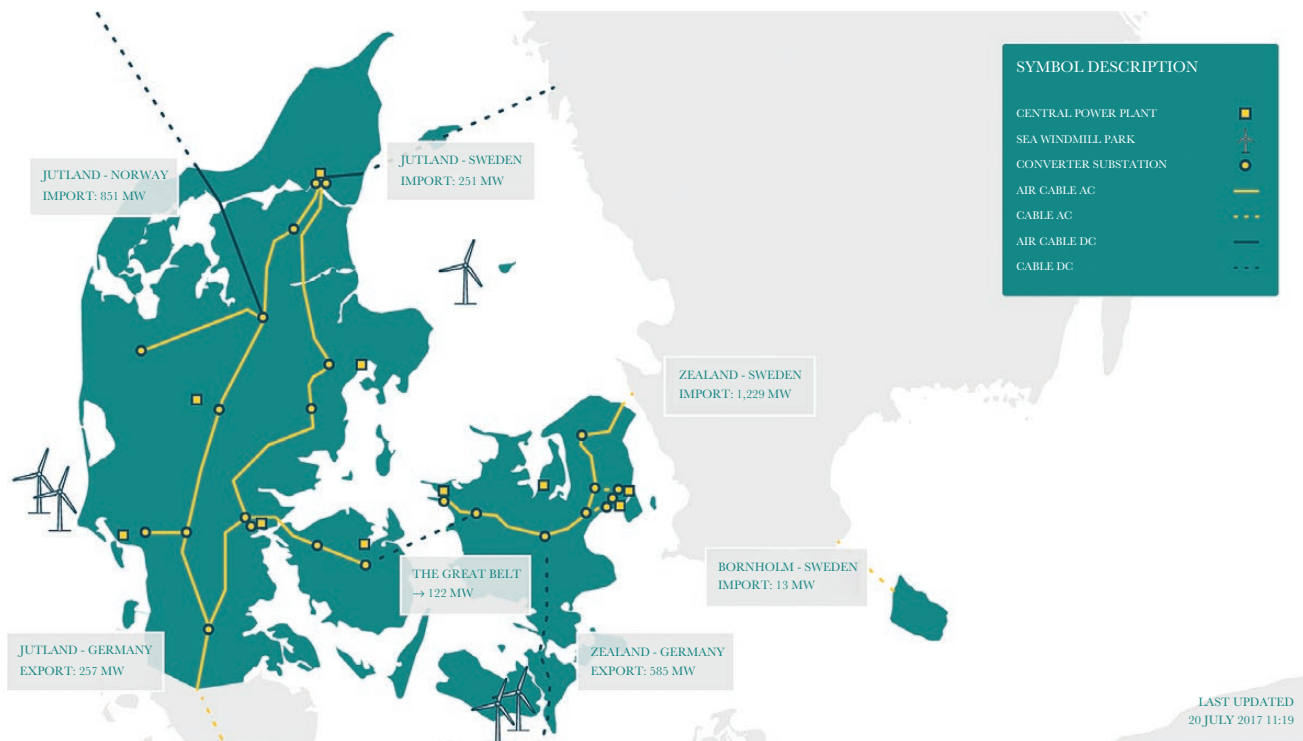 SYMBOL DESCRIPTION
CENTRAL POWER PLANT
SEA WINDMILL PARK
CONVERTER SUBSTATION
AIR CABLE AC
CABLE AC
AIR CABLE DC
CABLE DC
JUTLAND - NORWAY
IMPORT: 851 MW
JUTLAND - SWEDEN
IMPORT: 251 MW
ZEALAND - SWEDEN
IMPORT: 1,229 MW
THE GREAT BELT
→ 122 MW
BORNHOLM - SWEDEN
IMPORT: 13 MW
JUTLAND - GERMANY
EXPORT: 257 MW
ZEALAND - GERMANY
EXPORT: 585 MW
LAST UPDATED
20 JULY 2017 11:19